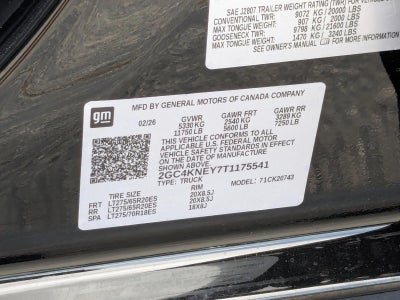 SAE J2807 TRAILER WEIGHT RATING (TWR) FOR VEHICLE
CONVENTIONAL TWR: 9072 KG/20000 LBS
MAX TONGUE WEIGHT: 907 KG/ 2000 LBS
GOOSENECK TWR: 9798 KG/21600 LBS
MAX TONGUE WEIGHT: 1470 KG/ 3240 LBS
SEE OWNER'S MANUAL
gm
MFD BY GENERAL MOTORS OF CANADA COMPANY
02/26 GVWR GAWR FRT GAWR RR
5330 KG 2540 KG 3289 KG
11750 LB 5600 LB 7250 LB
THIS VEHICLE CONFORMS TO ALL
APPLICABLE U.S. FEDERAL MOTOR
VEHICLE SAFETY STANDARDS IN EFFECT
ON THE DATE OF MANUFACTURE
SHOWN ABOVE.
2GC4KNEY7T1175541
TYPE: TRUCK MODEL: 71CK20743
TIRE SIZE RIM
FRT LT275/65R20ES 20X8.5J
RR LT275/65R20ES 20X8.5J
SPA LT275/70R18ES 18X8J